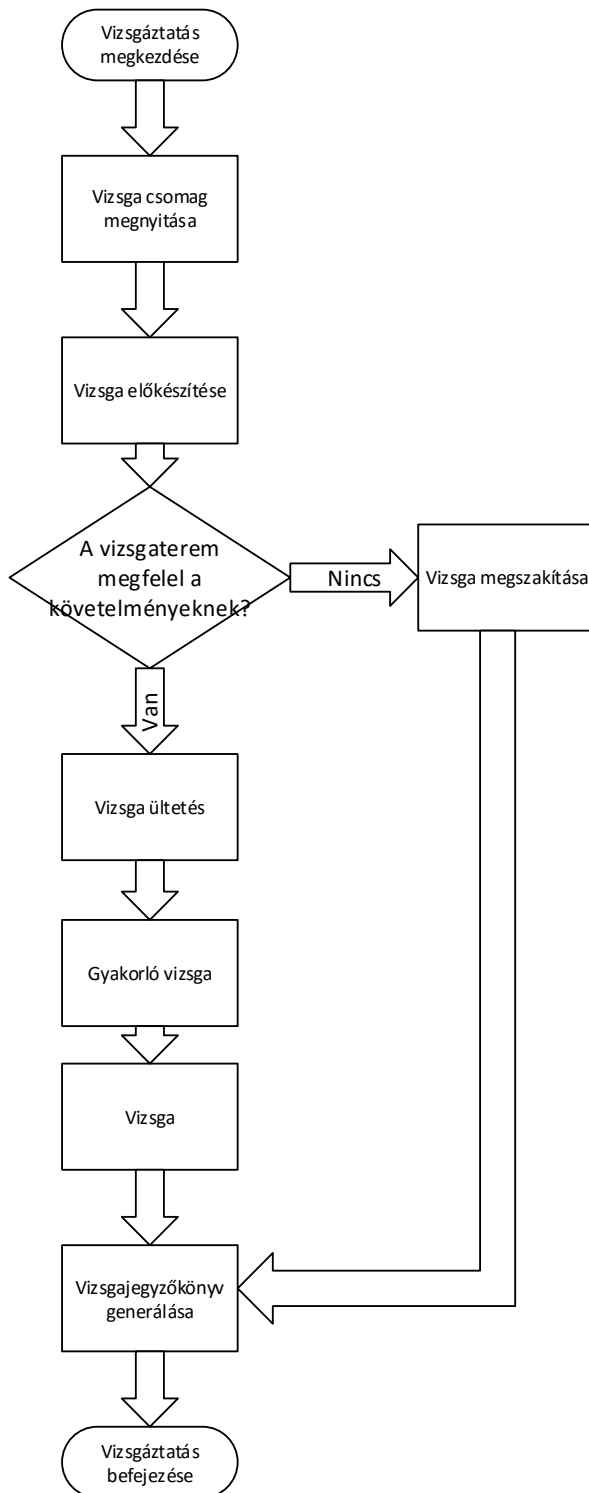 Vizsgáztatás
megkezdése
Vizsga csomag
megnyitása
Vizsga előkészítése
A vizsgaterem
megfelel a
követelményeknek?
Nincs
Vizsga megszakítása
Van
Vizsga ültetés
Gyakorló vizsga
Vizsga
Vizsgajegyzőkönyv
generálása
Vizsgáztatás
befejezése